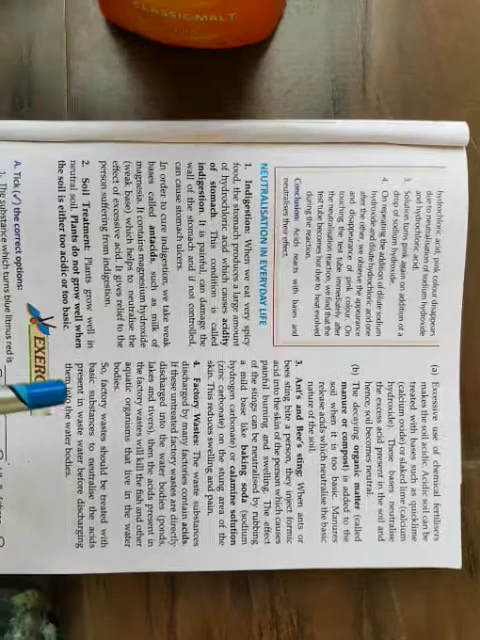 CLASSIC MALT
hydrochloric acid, pink colour disappears
due to neutralisation of sodium hydroxide
and hydrochloric acid.
3. Solution turns pink again on addition of a
drop of sodium hydroxide
4. On repeating the addition of dilute sodium
hydroxide and dilute hydrochloric acid one
after the other, we observe the appearance
and disappearance of pink colour. On
touching the test tube immediately after
the neutralisation reaction, we find that the
test tube becomes hot due to heat evolved
during the reaction.
Conclusion: Acids reacts with bases and
neutralises their effect.
NEUTRALISATION IN EVERYDAY LIFE
1. Indigestion: When we eat very spicy
food, the stomach produces a large amount
of hydrochloric acid which causes acidity
of stomach. This condition is called
indigestion. It is painful, can damage the
wall of the stomach and if not controlled,
can cause stomach ulcers.
In order to cure indigestion, we take weak
bases called antacids, such as milk of
magnesia. It contains magnesium hydroxide
(weak base) which helps to neutralise the
effect of excessive acid. It gives relief to the
person suffering from indigestion.
2. Soil Treatment: Plants grow well in
neutral soil. Plants do not grow well when
the soil is either too acidic or too basic.
(a) Excessive use of chemical fertilisers
makes the soil acidic. Acidic soil can be
treated with bases such as quicklime
(calcium oxide) or slaked lime (calcium
hydroxide). These bases neutralise
the excess acid present in the soil and
hence, soil becomes neutral.
(b) The decaying organic matter (called
manure or compost) is added to the
soil when it is too basic. Manures
release acids which neutralise the basic
nature of the soil.
3. Ant's and Bee's sting: When ants or
bees sting bite a person, they inject formic
acid into the skin of the person which causes
painful burning and swelling. The effect
of the stings can neutralised by rubbing
a mild base like baking soda (sodium
hydrogen carbonate) or calamine solution
(zinc carbonate) on the stung area of the
skin. This reduces swelling and pain.
4. Factory Wastes: The waste substances
discharged by many factories contain acids.
If these untreated factory wastes are directly
discharged into the water bodies (ponds,
lakes and rivers), then the acids present in
the factory wastes will kill the fish and other
aquatic organisms that live in the water
bodies.
So, factory wastes should be treated with
basic substances to neutralise the acids
present in waste water before discharging
them into the water bodies.
EXERC
A. Tick (✓) the correct options:
1. The substance which turns blue litmus red is